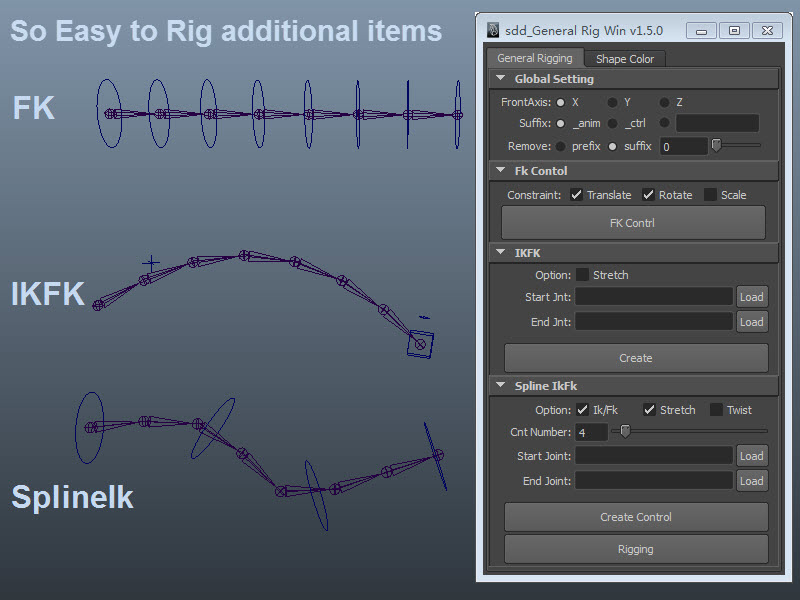 So Easy to Rig additional items
FK
IKFK
SplineIk
sdd_General Rig Win v1.5.0
General Rigging Shape Color
Global Setting
FrontAxis: X Y Z
Suffix: _anim _ctrl
Remove: prefix suffix 0
Fk Contol
Constraint: Translate Rotate Scale
FK Contrl
IKFK
Option: Stretch
Start Jnt: Load
End Jnt: Load
Create
Spline IkFk
Option: Ik/Fk Stretch Twist
Cnt Number: 4
Start Joint: Load
End Joint: Load
Create Control
Rigging